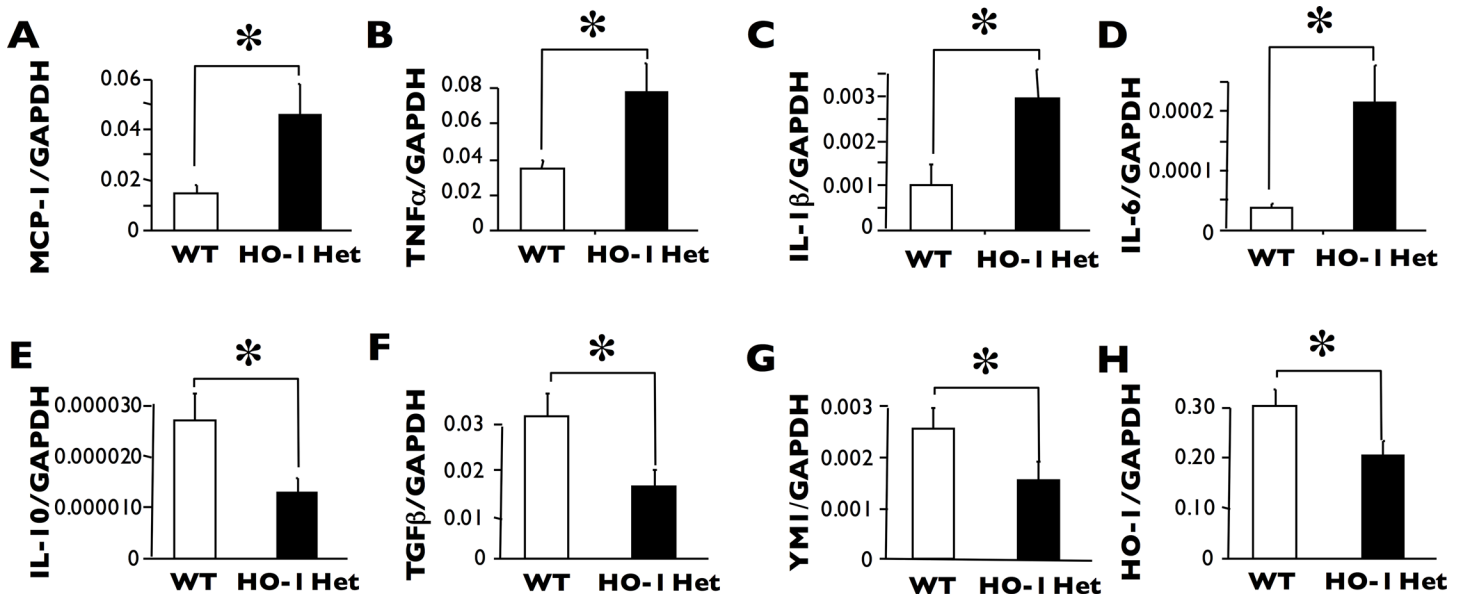 A
*
MCP-1/GAPDH
0.06
0.04
0.02
0
WT HO-1 Het
B
*
TNFα/GAPDH
0.08
0.06
0.04
0.02
0
WT HO-1 Het
C
*
IL-1β/GAPDH
0.003
0.002
0.001
0
WT HO-1 Het
D
*
IL-6/GAPDH
0.0002
0.0001
0
WT HO-1 Het
E
*
IL-10/GAPDH
0.000030
0.000020
0.000010
0
WT HO-1 Het
F
*
TGFβ/GAPDH
0.03
0.02
0.01
0
WT HO-1 Het
G
*
YM1/GAPDH
0.003
0.002
0.001
0
WT HO-1 Het
H
*
HO-1/GAPDH
0.30
0.20
0.10
0
WT HO-1 Het